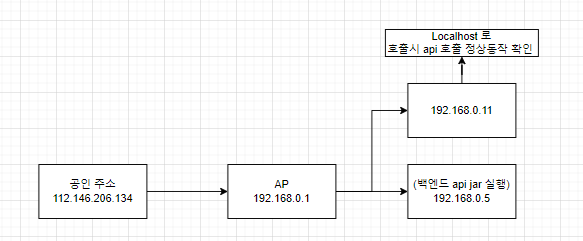 Localhost 로
호출시 api 호출 정상동작 확인
192.168.0.11
공인 주소
112.146.206.134
AP
192.168.0.1
(백엔드 api jar 실행)
192.168.0.5